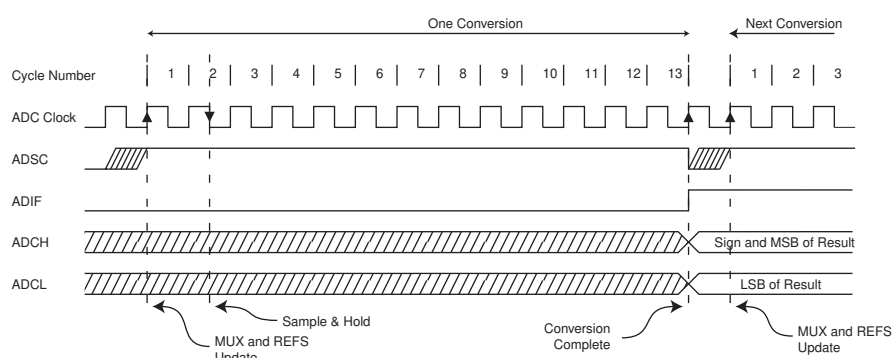 One Conversion
Next Conversion
Cycle Number 1 2 3 4 5 6 7 8 9 10 11 12 13 1 2 3
ADC Clock
ADSC
ADIF
ADCH
Sign and MSB of Result
ADCL
LSB of Result
Sample & Hold
MUX and REFS
Update
Conversion
Complete
MUX and REFS
Update